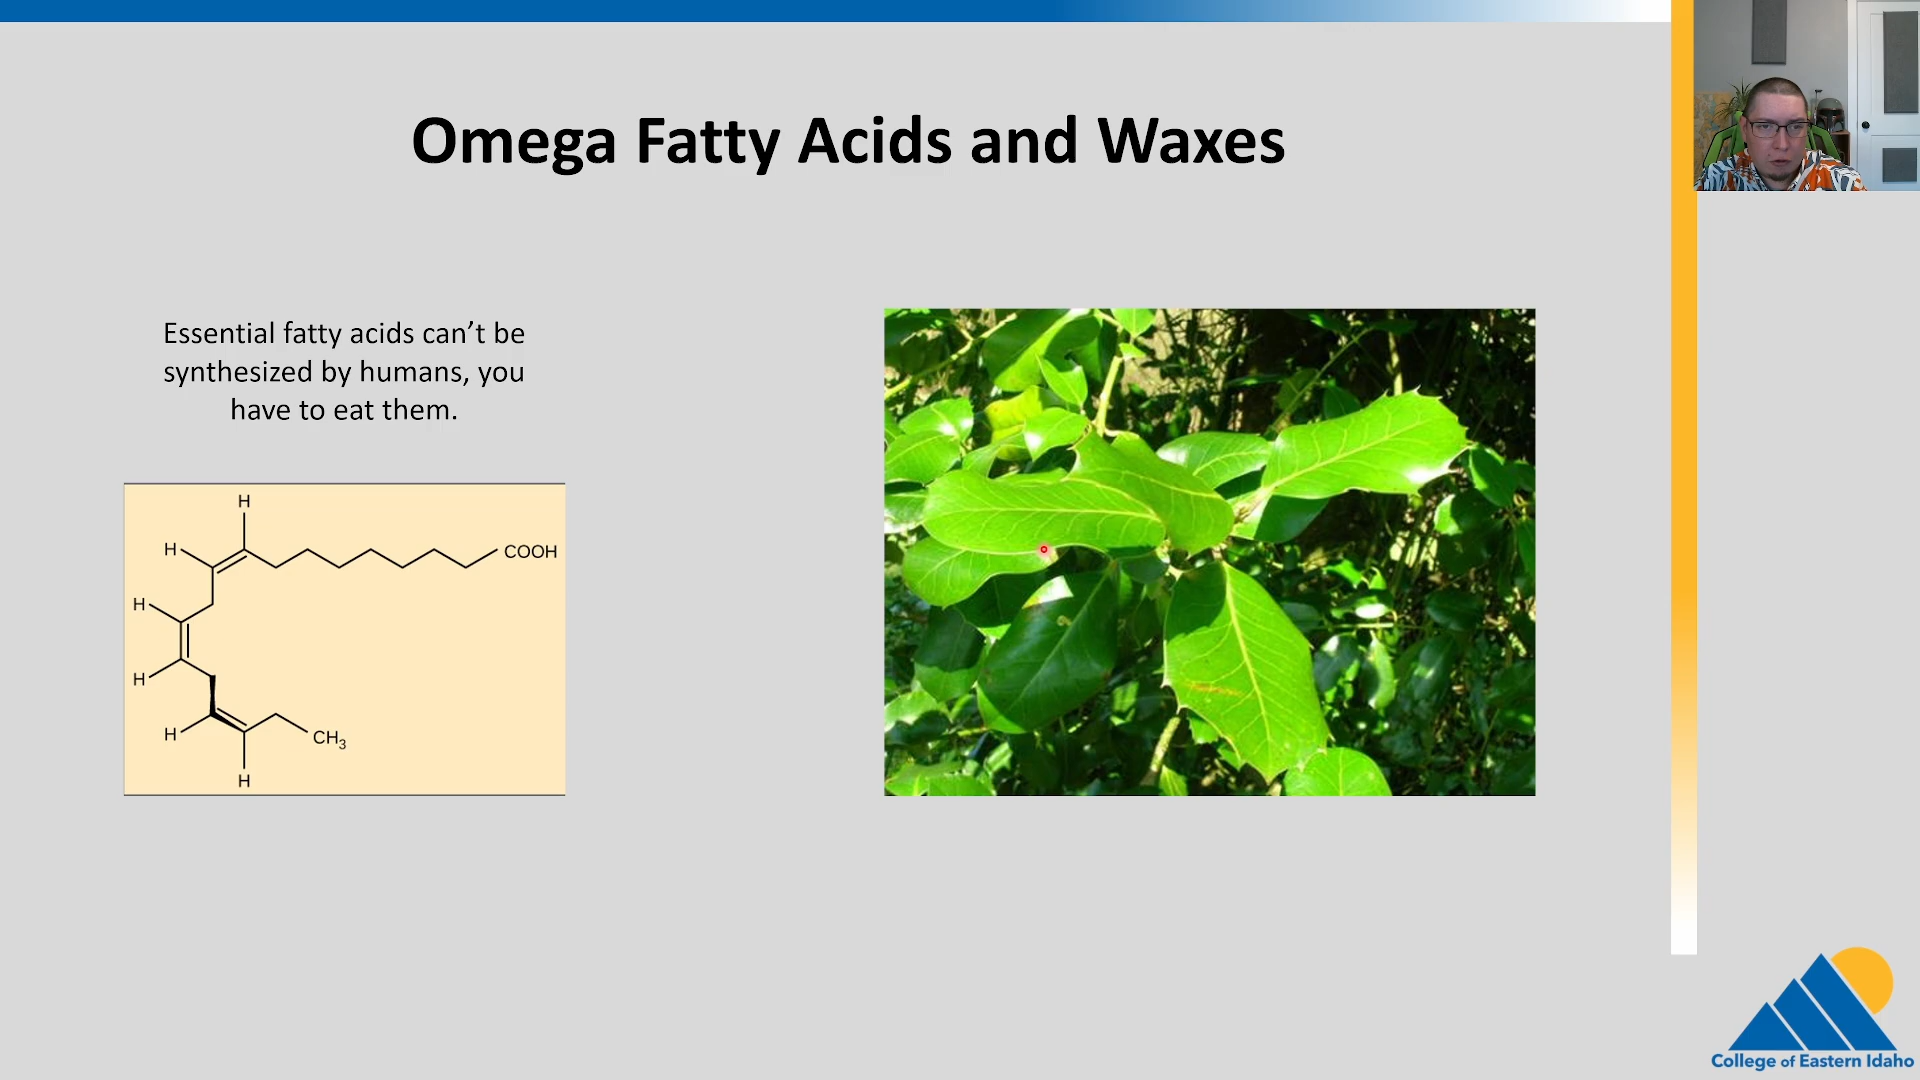 Omega Fatty Acids and Waxes
Essential fatty acids can’t be
synthesized by humans, you
have to eat them.
H
H
COOH
H
H
H
CH₃
H
College of Eastern Idaho